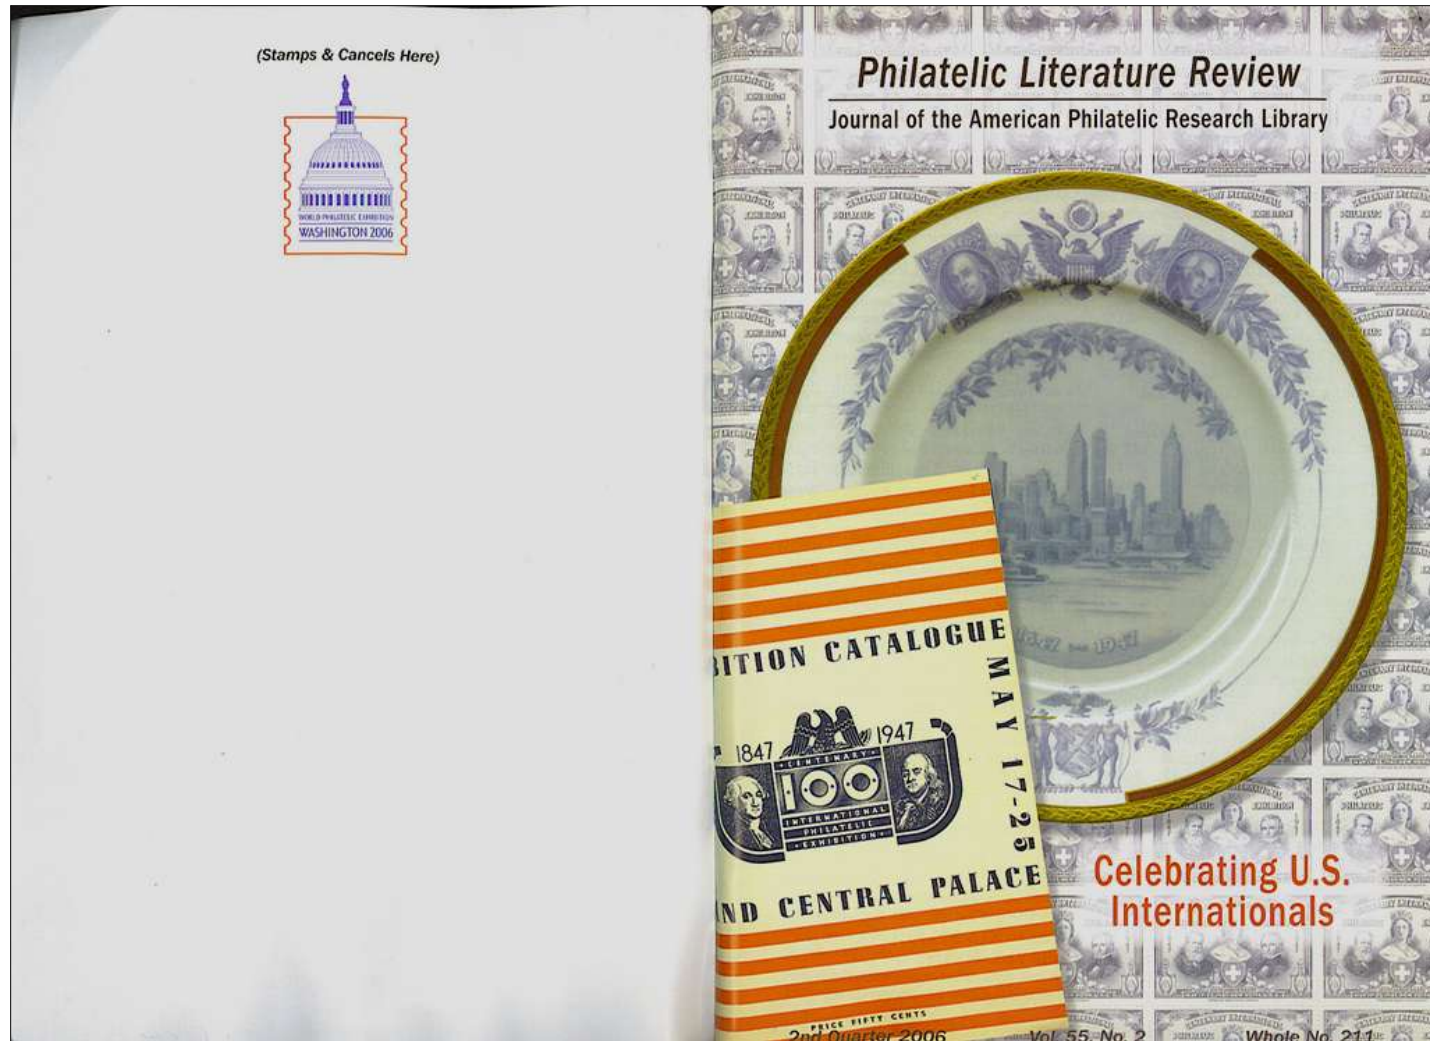 (Stamps & Cancels Here)
WORLD PHILATELIC EXHIBITION
WASHINGTON 2006
Philatelic Literature Review
Journal of the American Philatelic Research Library
1847 1947
BITION CATALOGUE
MAY 17-25
1847 1947
CENTENARY
100
INTERNATIONAL
PHILATELIC
EXHIBITION
ND CENTRAL PALACE
Celebrating U.S.
Internationals
PRICE FIFTY CENTS
2nd Quarter 2006 Vol. 55, No. 2 Whole No. 211